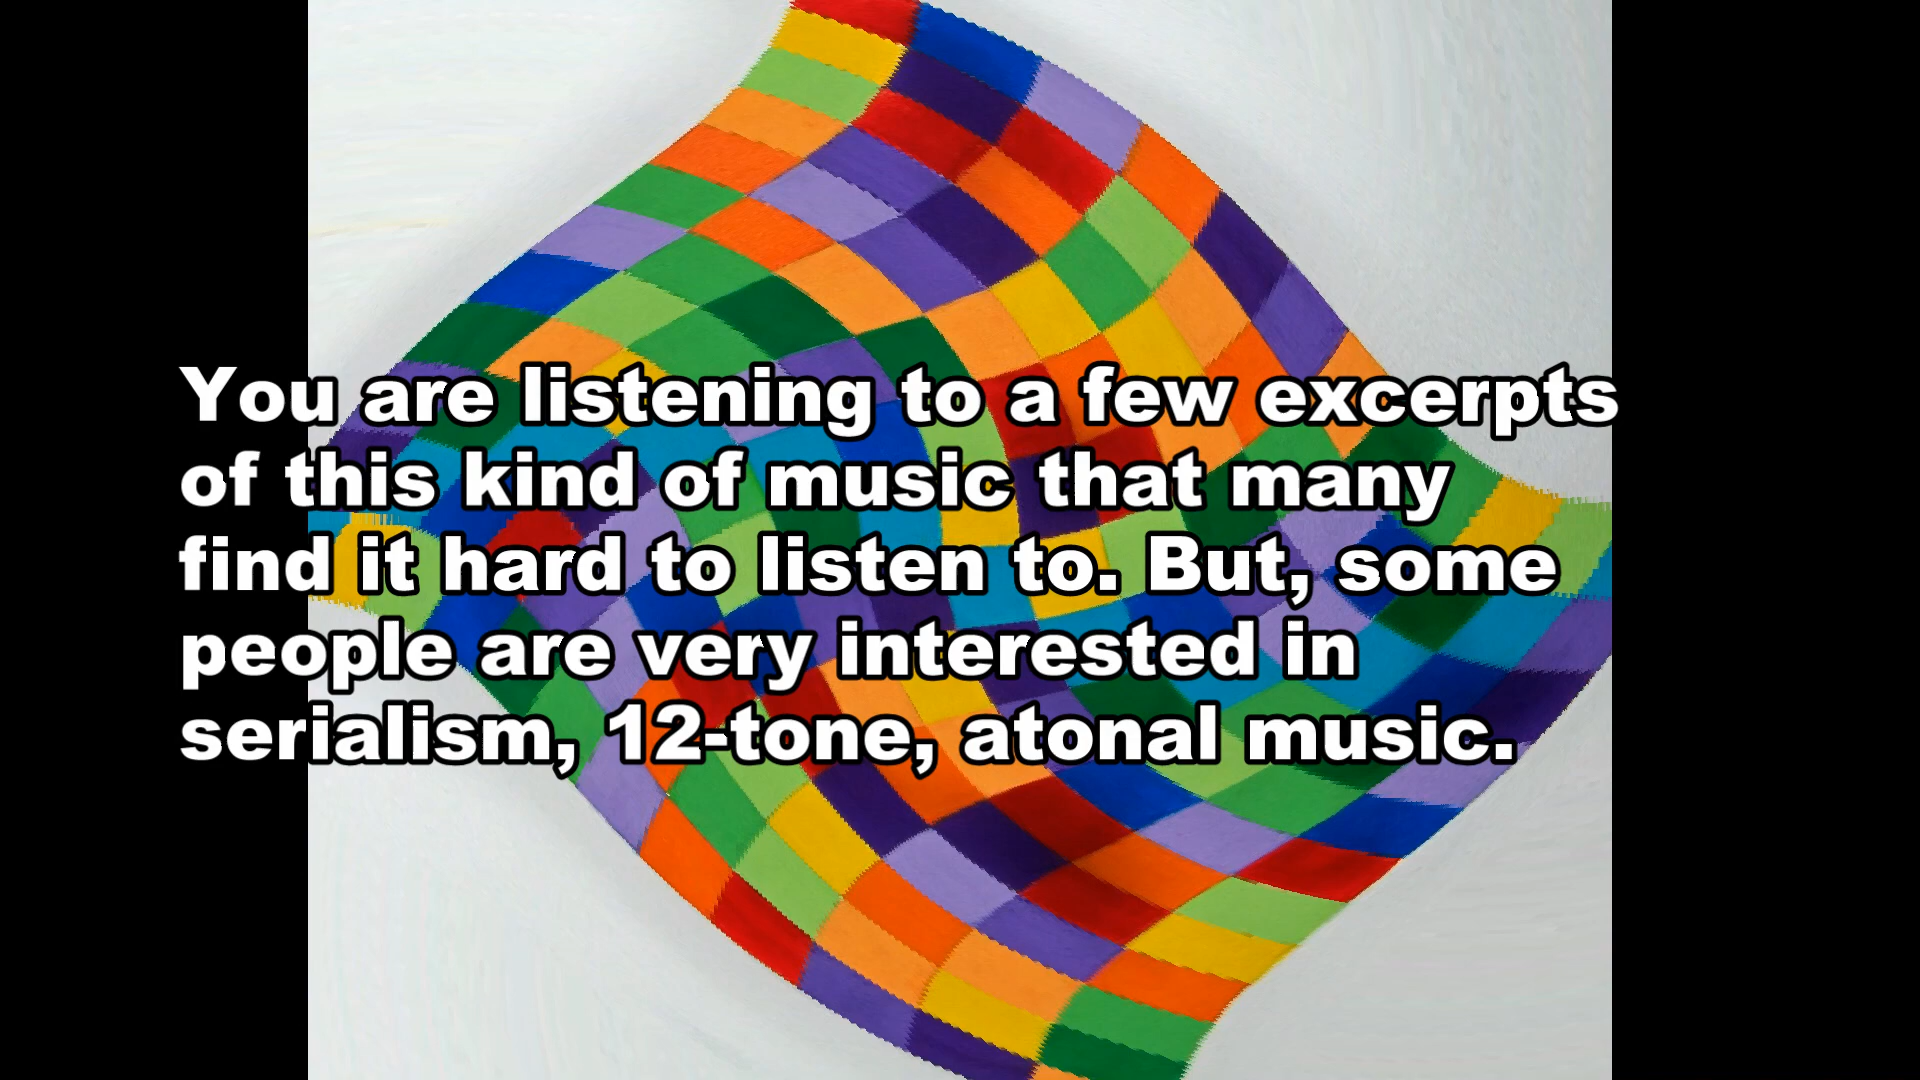 You are listening to a few excerpts
of this kind of music that many
find it hard to listen to. But, some
people are very interested in
serialism, 12-tone, atonal music.